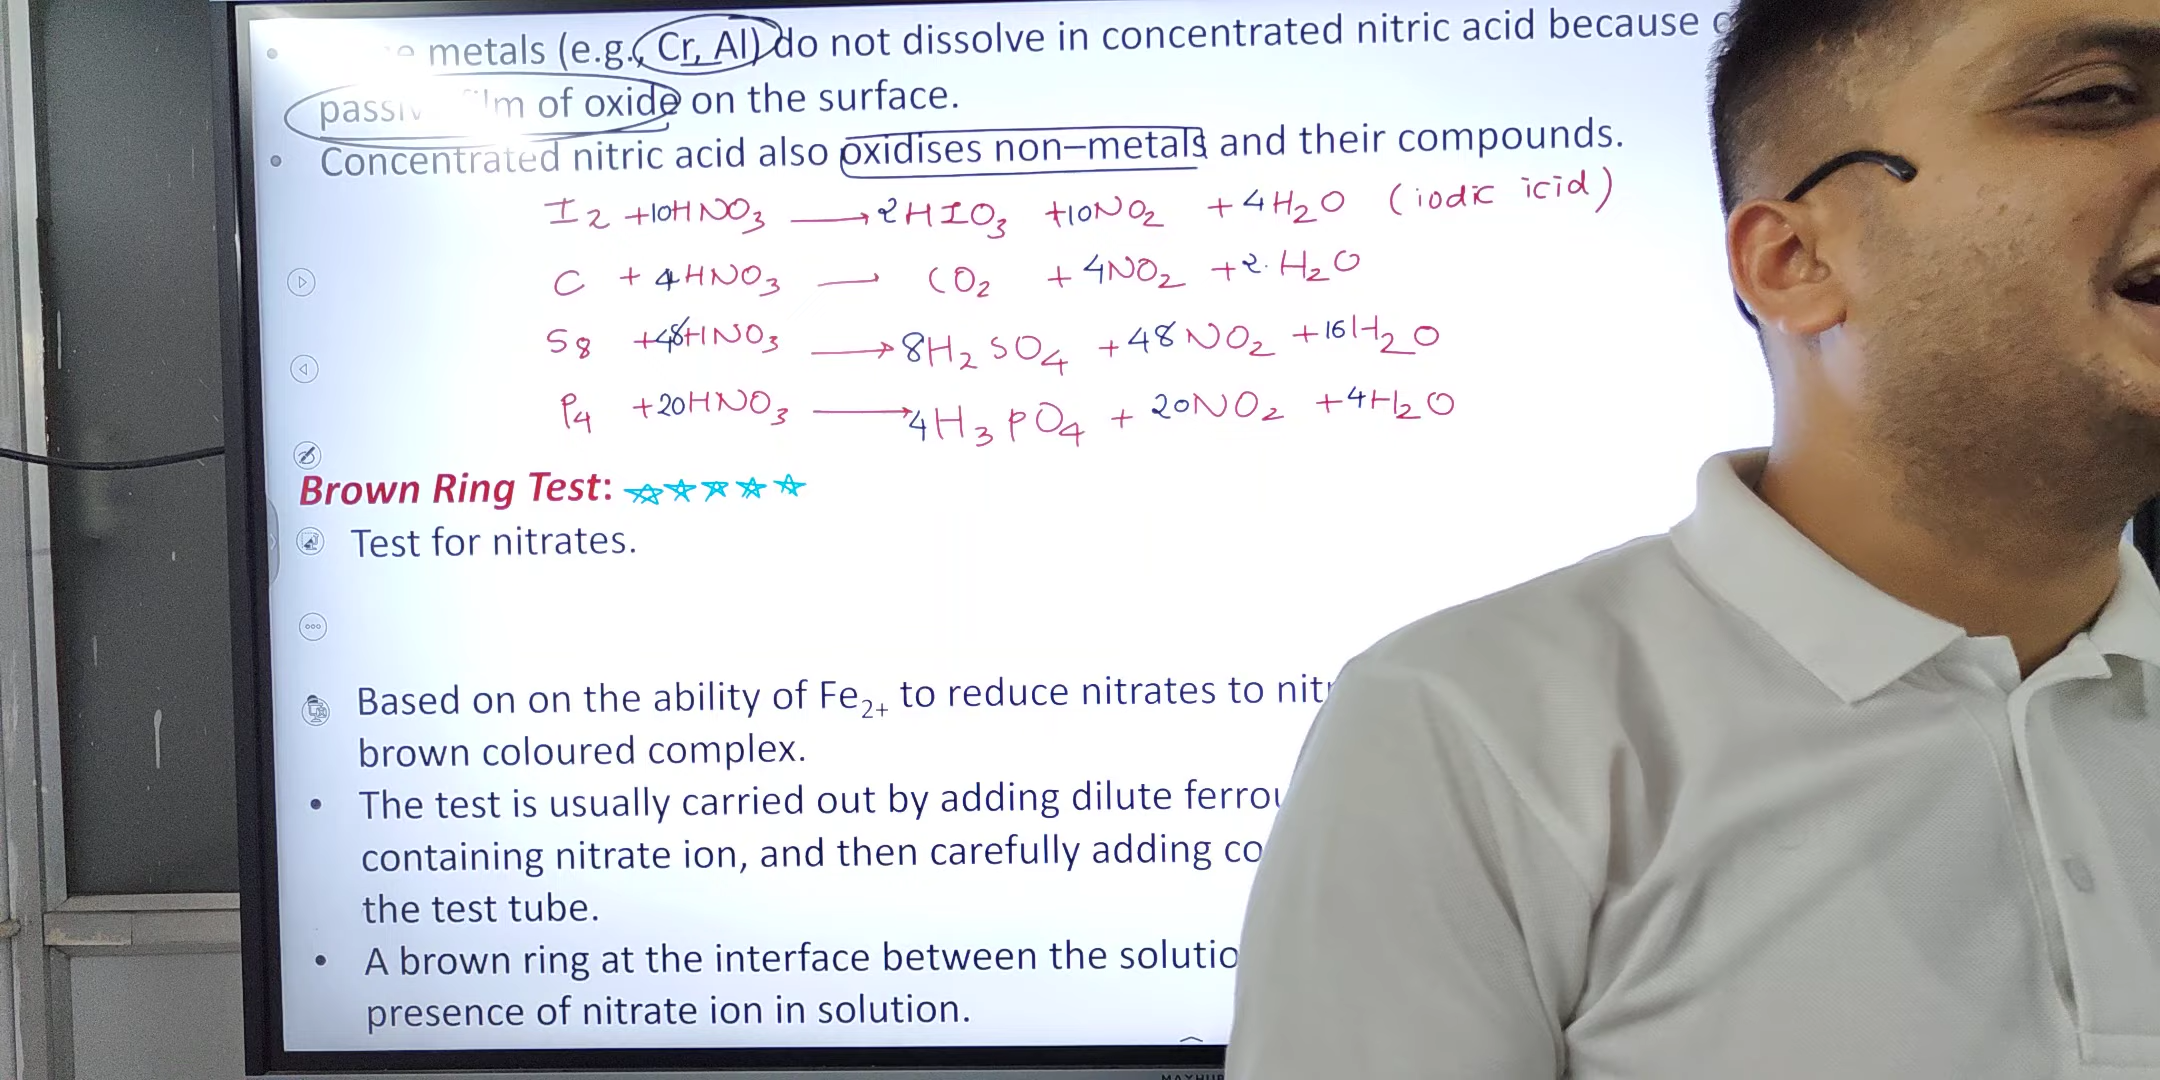 metals (e.g., Cr, Al) do not dissolve in concentrated nitric acid because
film of oxide on the surface.
• Concentrated nitric acid also oxidises non–metals and their compounds.
I2 +10HNO3 → 2HIO3 +10NO2 + 4H2O (iodic icid)
C + 4HNO3 — CO2 + 4NO2 + 2. H2O
S8 +48HNO3 → 8H2SO4 + 48NO2 + 16H2O
P4 +20HNO3 → 4H3PO4 + 20NO2 + 4H2O
Brown Ring Test:
Test for nitrates.
Based on on the ability of Fe2+ to reduce nitrates to
brown coloured complex.
• The test is usually carried out by adding dilute
containing nitrate ion, and then carefully adding
the test tube.
• A brown ring at the interface between the
presence of nitrate ion in solution.